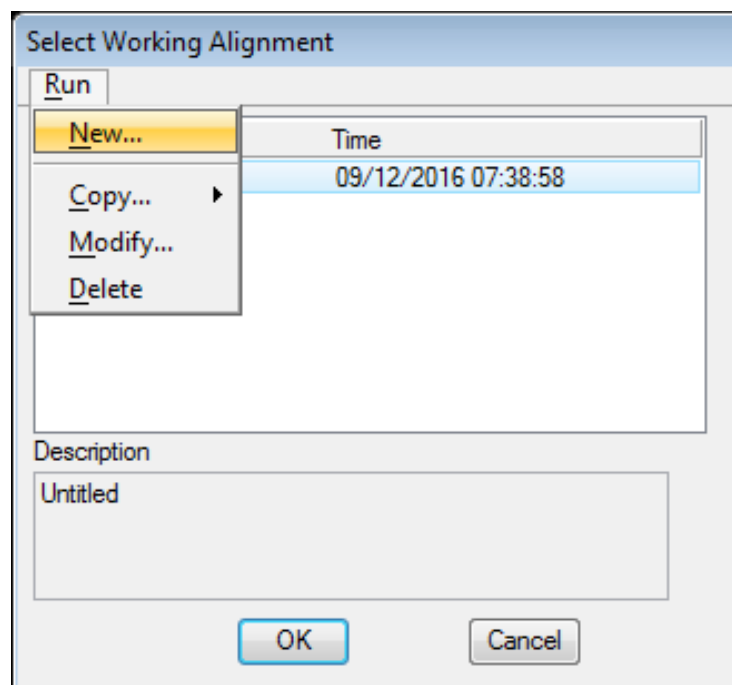 Select Working Alignment
Run
New...
Time
09/12/2016 07:38:58
Copy...
Modify...
Delete
Description
Untitled
OK Cancel